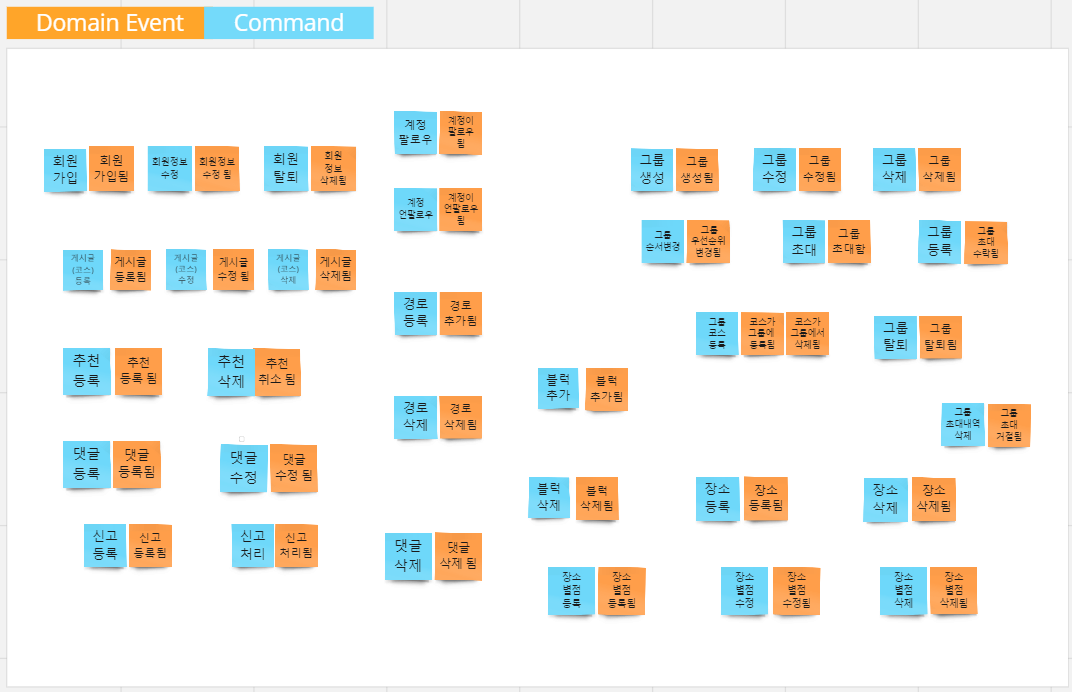 Domain Event
Command
회원
가입
회원
가입됨
회원정보
수정
회원정보
수정 됨
회원
탈퇴
회원
정보
삭제됨
계정
팔로우
계정이
팔로우
됨
계정
언팔로우
계정이
언팔로우
됨
그룹
생성
그룹
생성됨
그룹
수정
그룹
수정됨
그룹
삭제
그룹
삭제됨
그룹
순서변경
그룹
우선순위
변경됨
그룹
초대
그룹
초대함
그룹
등록
그룹
초대
수락됨
게시글
(코스)
등록
게시글
등록됨
게시글
(코스)
수정
게시글
수정 됨
게시글
(코스)
삭제
게시글
삭제됨
경로
등록
경로
추가됨
그룹
코스
등록
코스가
그룹에
등록됨
코스가
그룹에서
삭제됨
그룹
탈퇴
그룹
탈퇴됨
추천
등록
추천
등록 됨
추천
삭제
추천
취소 됨
블럭
추가
블럭
추가됨
경로
삭제
경로
삭제됨
그룹
초대내역
삭제
그룹
초대
거절됨
댓글
등록
댓글
등록됨
댓글
수정
댓글
수정 됨
블럭
삭제
블럭
삭제됨
장소
등록
장소
등록됨
장소
삭제
장소
삭제됨
신고
등록
신고
등록됨
신고
처리
신고
처리됨
댓글
삭제
댓글
삭제 됨
장소
별점
등록
장소
별점
등록됨
장소
별점
수정
장소
별점
수정됨
장소
별점
삭제
장소
별점
삭제됨